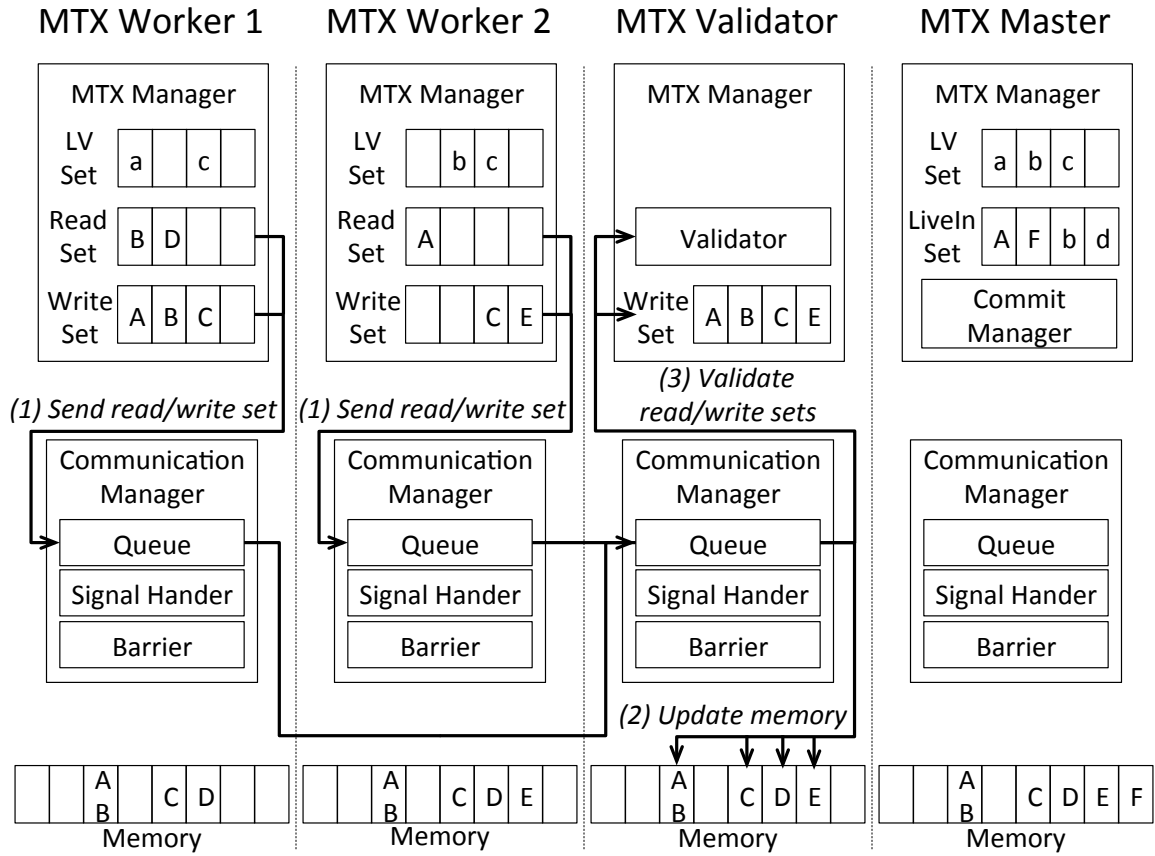 MTX Worker 1
MTX Manager
LV
Set
a c
Read
Set
B D
Write
Set
A B C
(1) Send read/write set
Communication
Manager
Queue
Signal Hander
Barrier
A
B
C D
Memory
MTX Worker 2
MTX Manager
LV
Set
b c
Read
Set
A
Write
Set
C E
(1) Send read/write set
Communication
Manager
Queue
Signal Hander
Barrier
A
B
C D E
Memory
MTX Validator
MTX Manager
Validator
Write
Set
A B C E
(3) Validate
read/write sets
Communication
Manager
Queue
Signal Hander
Barrier
(2) Update memory
A
B
C D E
Memory
MTX Master
MTX Manager
LV
Set
a b c
LiveIn
Set
A F b d
Commit
Manager
Communication
Manager
Queue
Signal Hander
Barrier
A
B
C D E F
Memory